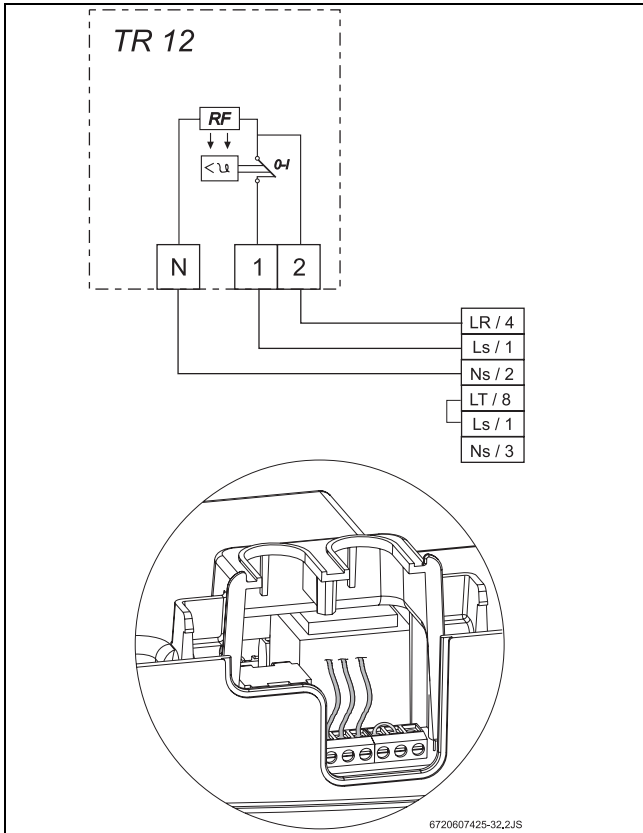 TR 12
RF
<ϑ
0-I
N 1 2
LR / 4
Ls / 1
Ns / 2
LT / 8
Ls / 1
Ns / 3
6720607425-32.2JS